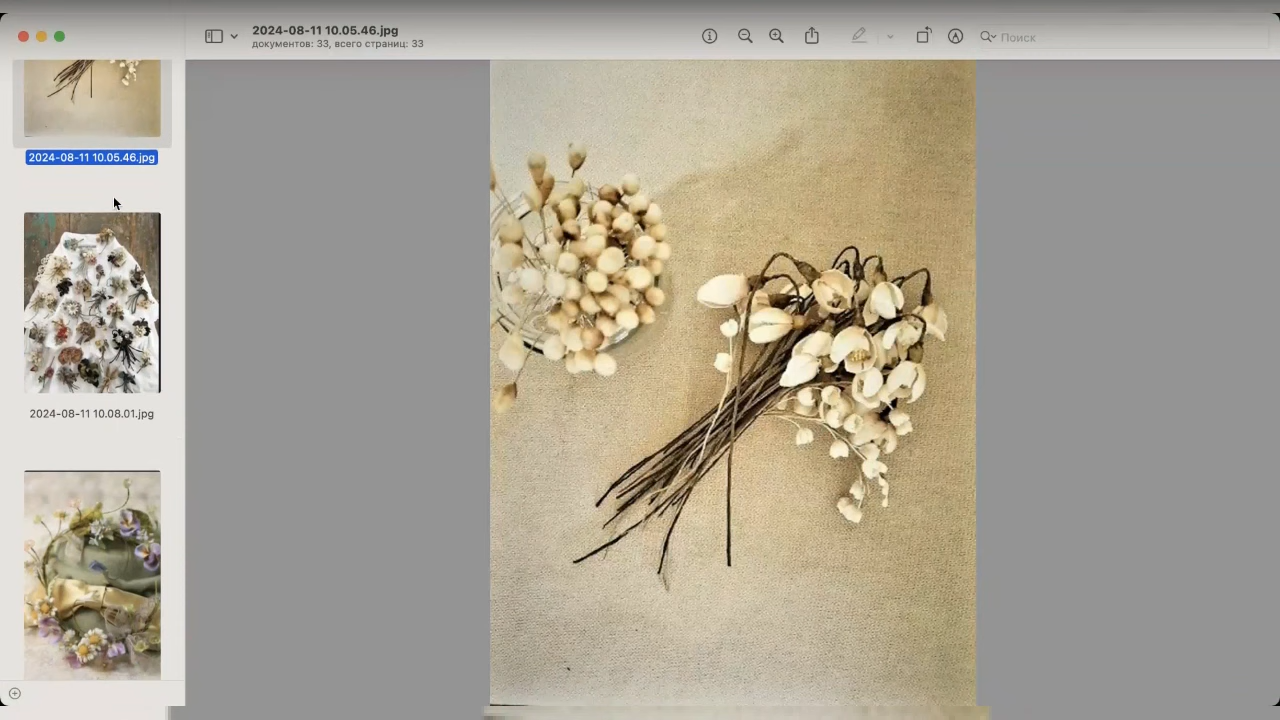 2024-08-11 10.05.46.jpg
документов: 33, всего страниц: 33
Поиск
2024-08-11 10.05.46.jpg
2024-08-11 10.08.01.jpg